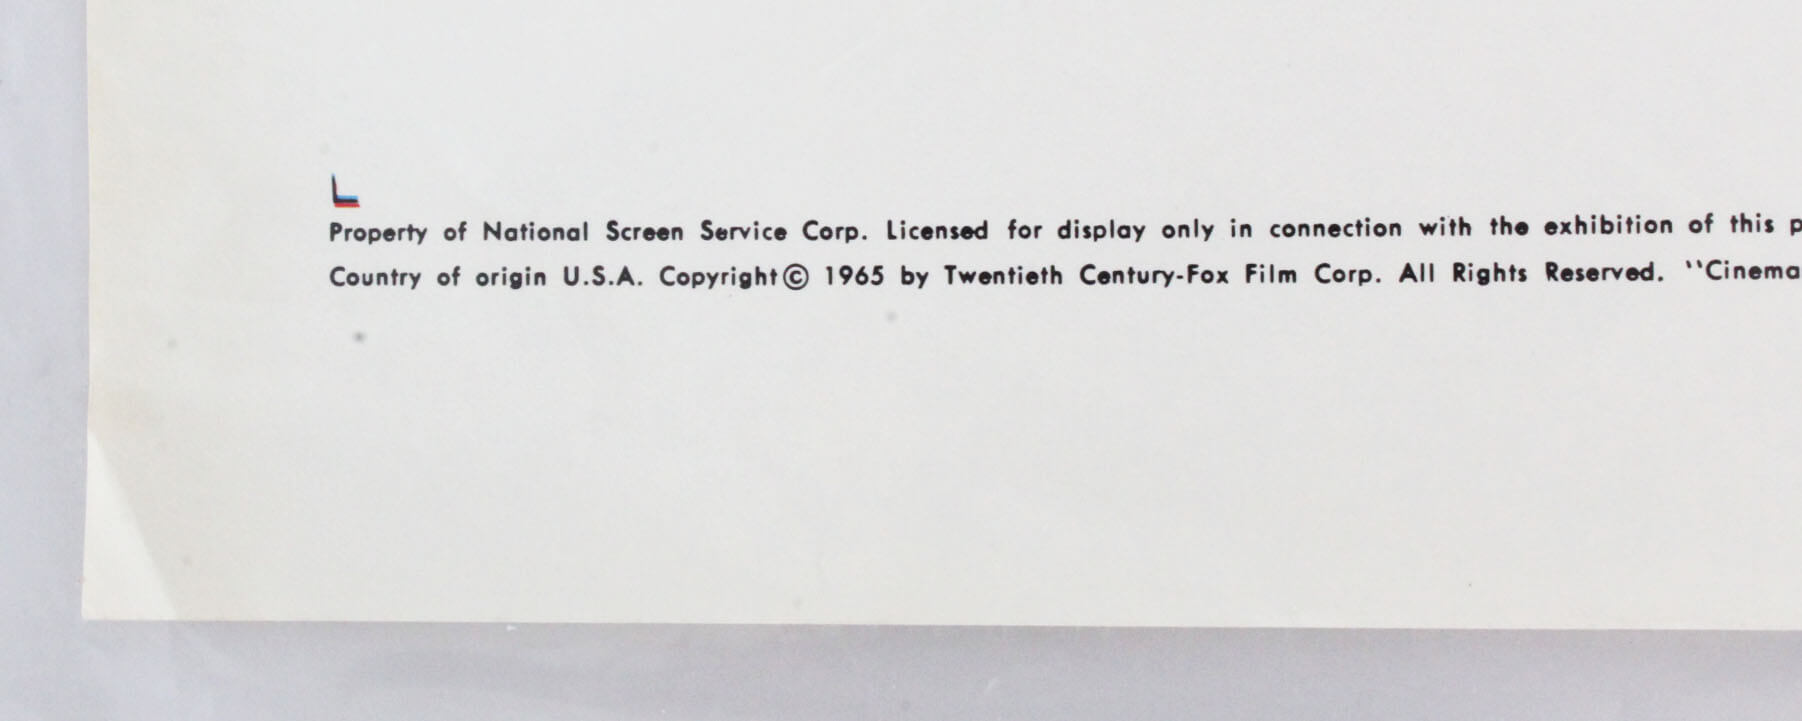 Property of National Screen Service Corp. Licensed for display only in connection with the exhibition of this
Country of origin U.S.A. Copyright © 1965 by Twentieth Century-Fox Film Corp. All Rights Reserved. "Cinema